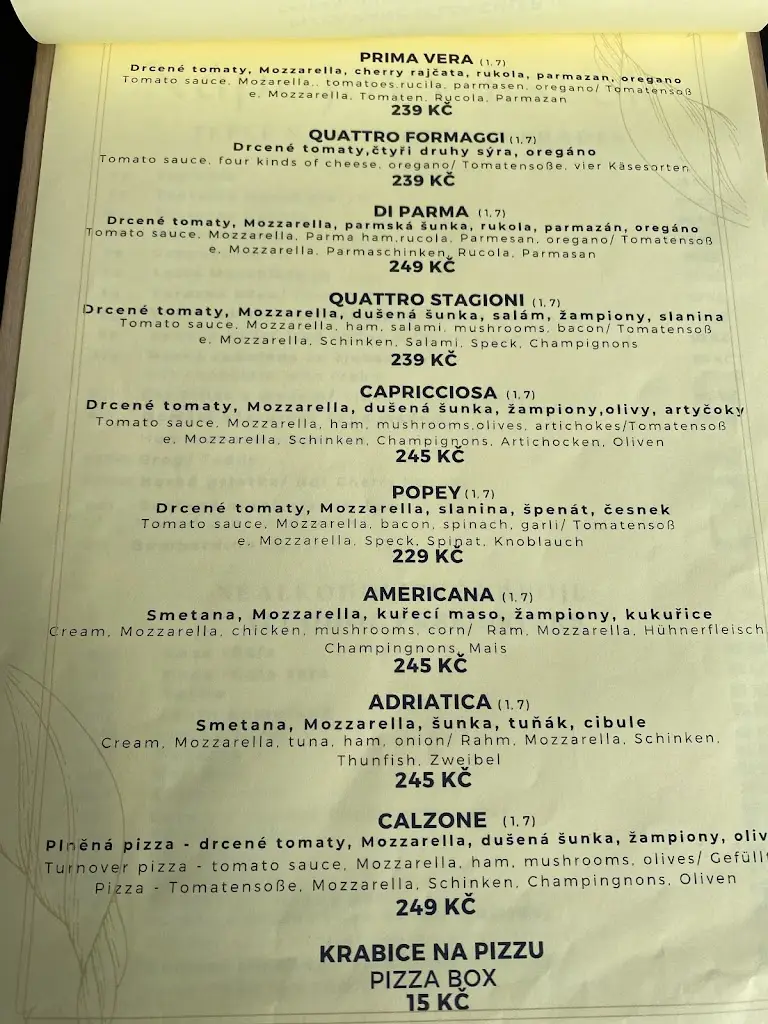 PRIMA VERA (1,7)
Drcené tomaty, Mozzarella, cherry rajčata, rukola, parmazan, oregano
Tomato sauce, Mozarella,. tomatoes,rucila, parmasen, oregano/ Tomatensoß
e, Mozzarella, Tomaten, Rucola, Parmazan
239 KČ
QUATTRO FORMAGGI (1,7)
Drcené tomaty,čtyři druhy sýra, oregáno
Tomato sauce, four kinds of cheese, oregano/ Tomatensoße, vier Käsesorten
239 KČ
DI PARMA (1,7)
Drcené tomaty, Mozzarella, parmská šunka, rukola, parmazán, oregáno
Tomato sauce, Mozzarella, Parma ham,rucola, Parmesan, oregano/ Tomatensoß
e, Mozzarella, Parmaschinken, Rucola, Parmasan
249 KČ
QUATTRO STAGIONI (1,7)
Drcené tomaty, Mozzarella, dušená šunka, salám, žampiony, slanina
Tomato sauce, Mozzarella, ham, salami, mushrooms, bacon/ Tomatensoß
e, Mozzarella, Schinken, Salami, Speck, Champignons
239 KČ
CAPRICCIOSA (1,7)
Drcené tomaty, Mozzarella, dušená šunka, žampiony,olivy, artyčoky
Tomato sauce, Mozzarella, ham, mushrooms,olives, artichokes/Tomatensoß
e, Mozzarella, Schinken, Champignons, Artichocken, Oliven
245 KČ
POPEY (1,7)
Drcené tomaty, Mozzarella, slanina, špenát, česnek
Tomato sauce, Mozzarella, bacon, spinach, garli/ Tomatensoß
e, Mozzarella, Speck, Spinat, Knoblauch
229 KČ
AMERICANA (1,7)
Smetana, Mozzarella, kuřecí maso, žampiony, kukuřice
Cream, Mozzarella, chicken, mushrooms, corn/ Ram, Mozzarella, Hühnerfleisch,
Champingnons, Mais
245 KČ
ADRIATICA (1,7)
Smetana, Mozzarella, šunka, tuňák, cibule
Cream, Mozzarella, tuna, ham, onion/ Rahm, Mozzarella, Schinken,
Thunfish, Zweibel
245 KČ
CALZONE (1,7)
Plněná pizza - drcené tomaty, Mozzarella, dušená šunka, žampiony, oliv
Turnover pizza - tomato sauce, Mozzarella, ham, mushrooms, olives/ Gefüllt
Pizza - Tomatensoße, Mozzarella, Schinken, Champingnons, Oliven
249 KČ
KRABICE NA PIZZU
PIZZA BOX
15 KČ